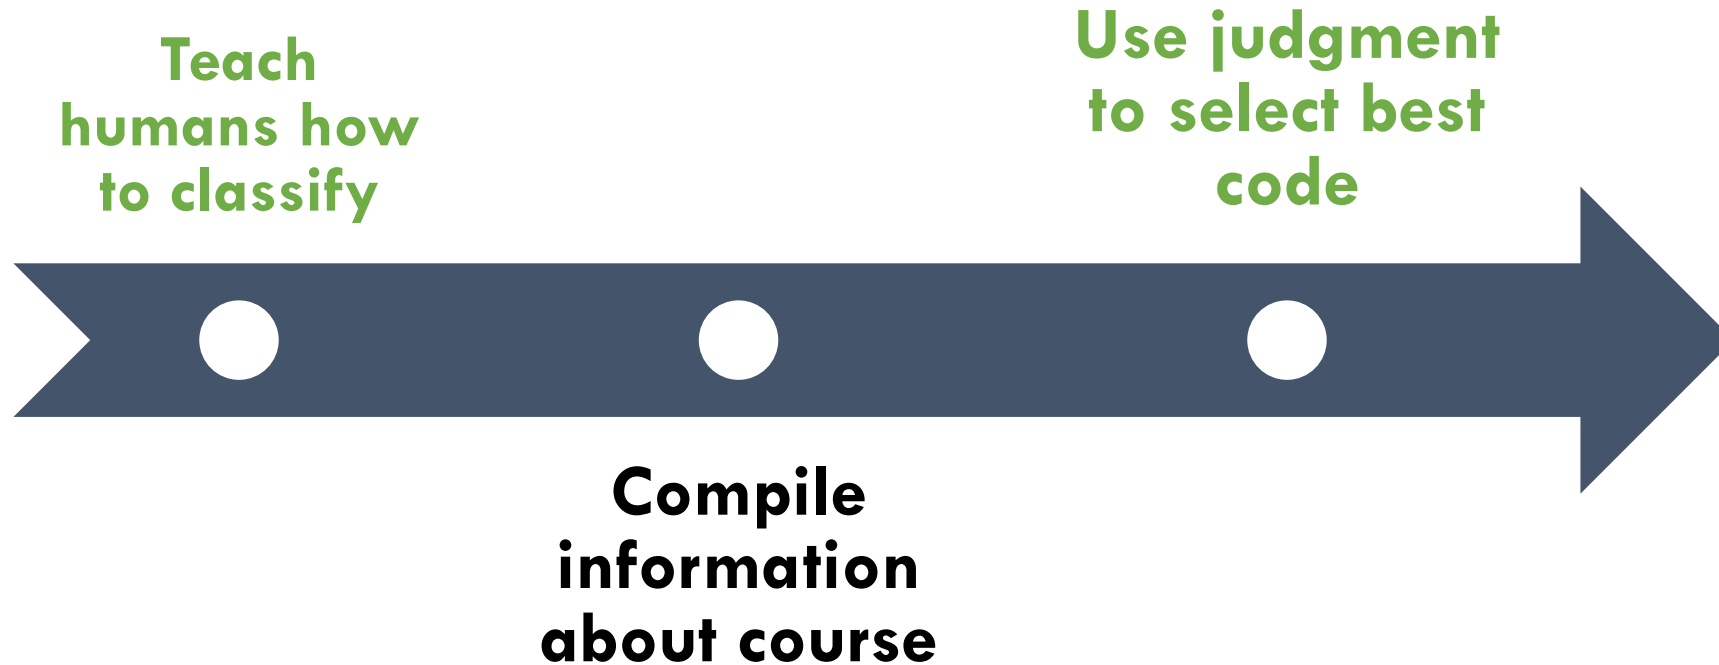 Teach
humans how
to classify
Compile
information
about course
Use judgment
to select best
code